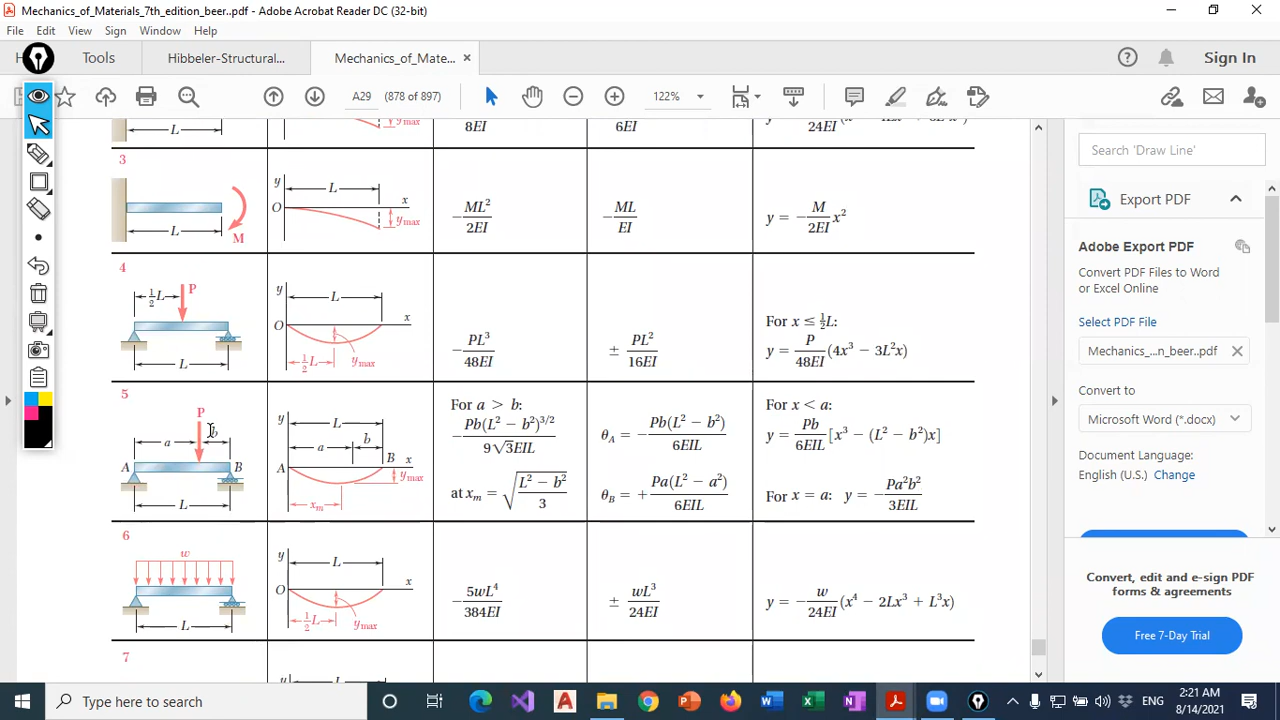 Mechanics_of_Materials_7th_edition_beer..pdf - Adobe Acrobat Reader DC (32-bit)
File Edit View Sign Window Help
Tools Hibbeler-Structural... Mechanics_of_Mate... Sign In
A29 (878 of 897) 122%
L 8EI 6EI 24EI y_max
3
L M
y O L x y_max
-ML²/2EI
-ML/EI
y = -M/2EI x²
4
½L P L
y O L x ½L y_max
-PL³/48EI
± PL²/16EI
For x ≤ ½L:
y = P/48EI (4x³ - 3L²x)
5
P a b A B L
y L a b A B x x_m y_max
For a > b:
-Pb(L² - b²)^3/2 / 9√3EIL
at x_m = √((L² - b²)/3)
θ_A = -Pb(L² - b²)/6EIL
θ_B = +Pa(L² - a²)/6EIL
For x < a:
y = Pb/6EIL [x³ - (L² - b²)x]
For x = a: y = -Pa²b²/3EIL
6
w L
y O L x ½L y_max
-5wL⁴/384EI
± wL³/24EI
y = -w/24EI (x⁴ - 2Lx³ + L³x)
7
y L
Search 'Draw Line'
Export PDF
Adobe Export PDF
Convert PDF Files to Word
or Excel Online
Select PDF File
Mechanics_...n_beer..pdf
Convert to
Microsoft Word (*.docx)
Document Language:
English (U.S.) Change
Convert, edit and e-sign PDF
forms & agreements
Free 7-Day Trial
Type here to search
ENG
2:21 AM
8/14/2021